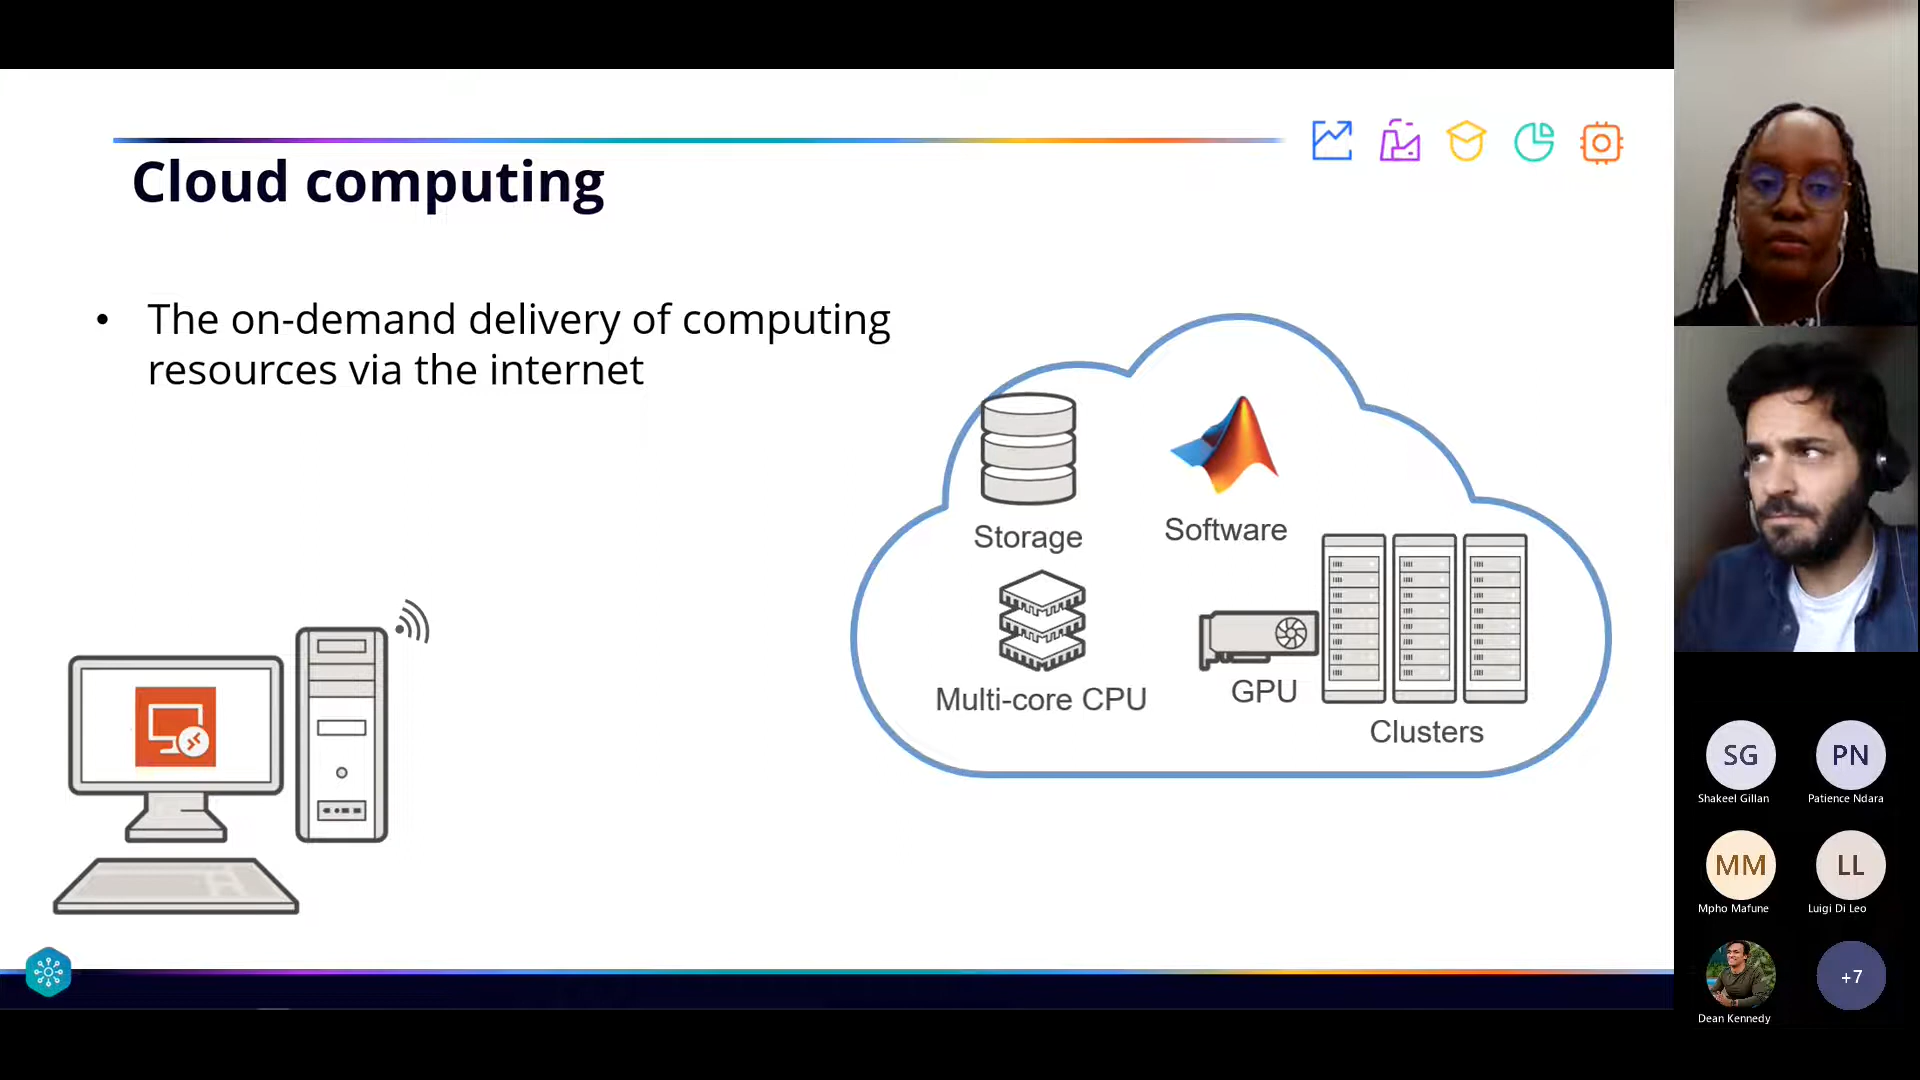 Cloud computing
• The on-demand delivery of computing
resources via the internet
Storage
Software
Multi-core CPU
GPU
Clusters
SG
PN
Shakeel Gillan
Patience Ndara
MM
LL
Mpho Mafune
Luigi Di Leo
+7
Dean Kennedy